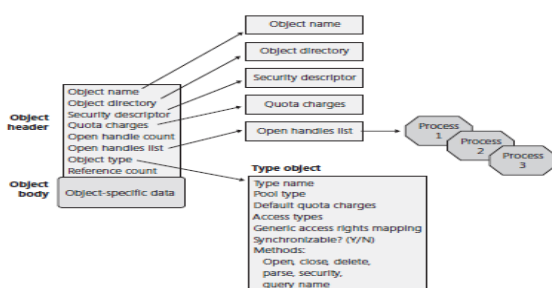 Object name
Object directory
Security descriptor
Quota charges
Open handles list
Process
1
Process
2
Process
3
Object
header
Object name
Object directory
Security descriptor
Quota charges
Open handle count
Open handles list
Object type
Reference count
Object
body
Object-specific data
Type object
Type name
Pool type
Default quota charges
Access types
Generic access rights mapping
Synchronizable? (Y/N)
Methods:
Open, close, delete,
parse, security,
query name